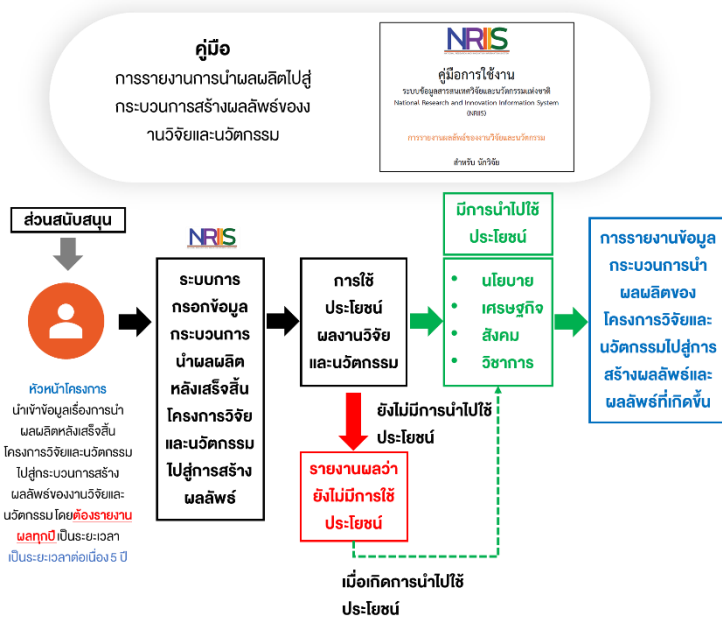 คู่มือ
การรายงานการนำผลผลิตไปสู่
กระบวนการสร้างผลลัพธ์ของง
านวิจัยและนวัตกรรม
NRIIS
คู่มือการใช้งาน
ระบบข้อมูลสารสนเทศวิจัยและนวัตกรรมแห่งชาติ
National Research and Innovation Information System
(NRIIS)
การรายงานผลลัพธ์ของงานวิจัยและนวัตกรรม
สำหรับ นักวิจัย
ส่วนสนับสนุน
หัวหน้าโครงการ
นำเข้าข้อมูลเรื่องการนำ
ผลผลิตหลังเสร็จสิ้น
โครงการวิจัยและนวัตกรรม
ไปสู่กระบวนการสร้าง
ผลลัพธ์ของงานวิจัยและ
นวัตกรรม โดยต้องรายงาน
ผลทุกปี เป็นระยะเวลา
เป็นระยะเวลาต่อเนื่อง 5 ปี
NRIIS
ระบบการ
กรอกข้อมูล
กระบวนการ
นำผลผลิต
หลังเสร็จสิ้น
โครงการวิจัย
และนวัตกรรม
ไปสู่การสร้าง
ผลลัพธ์
การใช้
ประโยชน์
ผลงานวิจัย
และนวัตกรรม
ยังไม่มีการนำไปใช้
ประโยชน์
รายงานผลว่า
ยังไม่มีการใช้
ประโยชน์
เมื่อเกิดการนำไปใช้
ประโยชน์
มีการนำไปใช้
ประโยชน์
• นโยบาย
• เศรษฐกิจ
• สังคม
• วิชาการ
การรายงานข้อมูล
กระบวนการนำ
ผลผลิตของ
โครงการวิจัยและ
นวัตกรรมไปสู่การ
สร้างผลลัพธ์และ
ผลลัพธ์ที่เกิดขึ้น